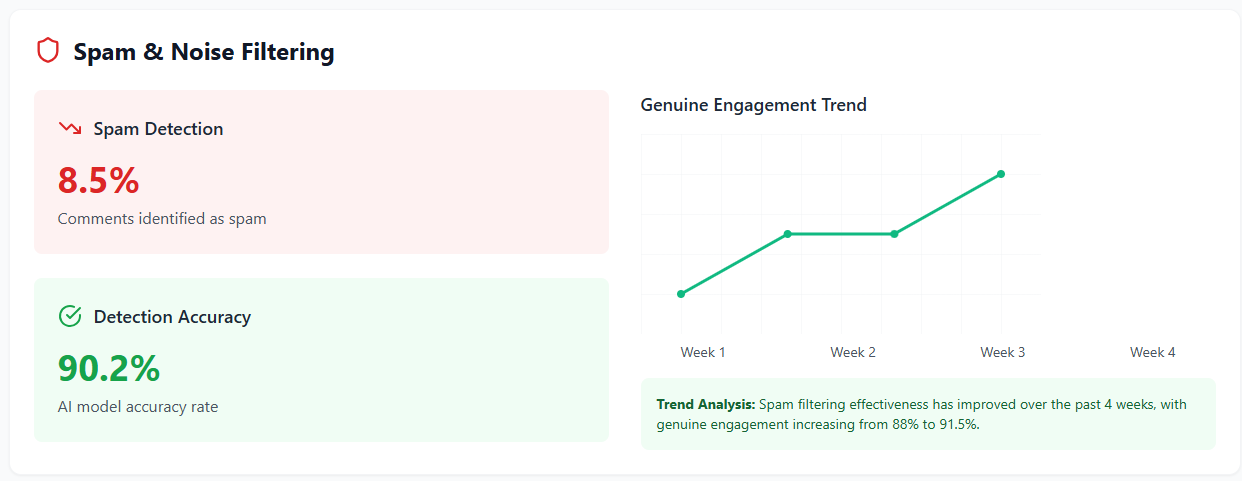 Spam & Noise Filtering
Spam Detection
8.5%
Comments identified as spam
Detection Accuracy
90.2%
AI model accuracy rate
Genuine Engagement Trend
Week 1
Week 2
Week 3
Week 4
Trend Analysis: Spam filtering effectiveness has improved over the past 4 weeks, with
genuine engagement increasing from 88% to 91.5%.